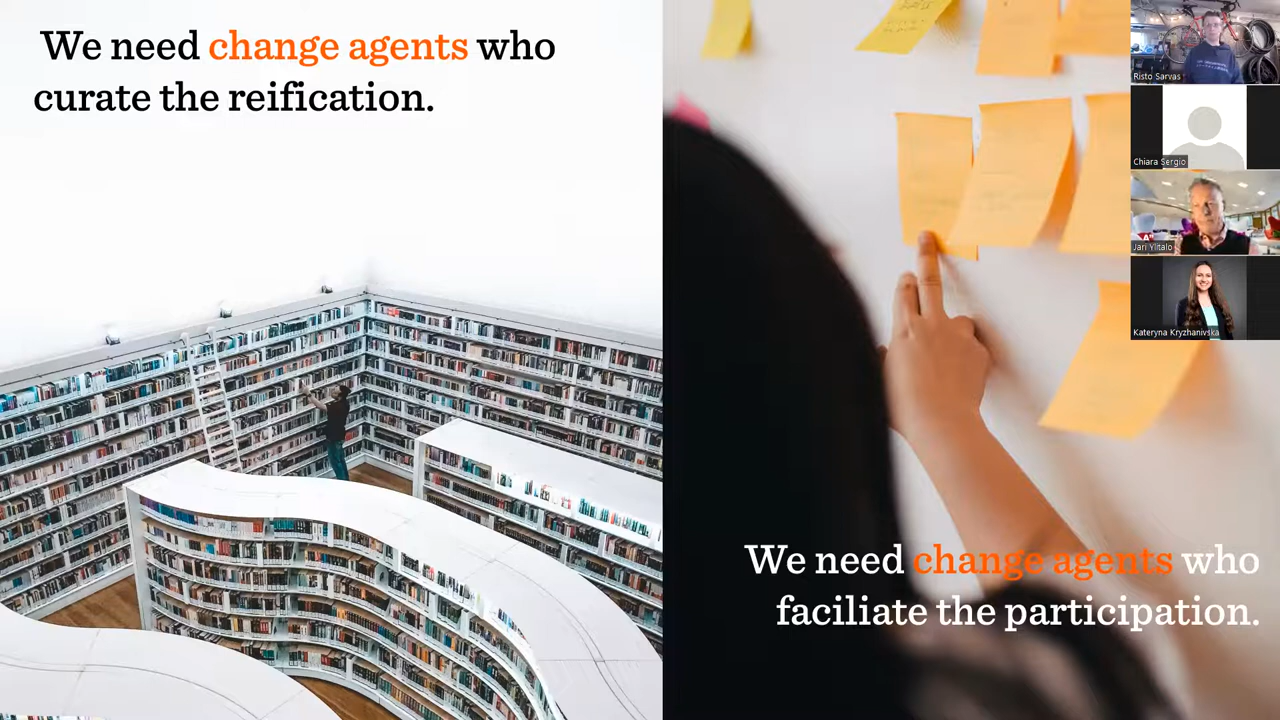 We need change agents who
curate the reification.
We need change agents who
faciliate the participation.
Risto Sarvas
Chiara Sergio
Jari Ylitalo
Kateryna Kryzhanivska